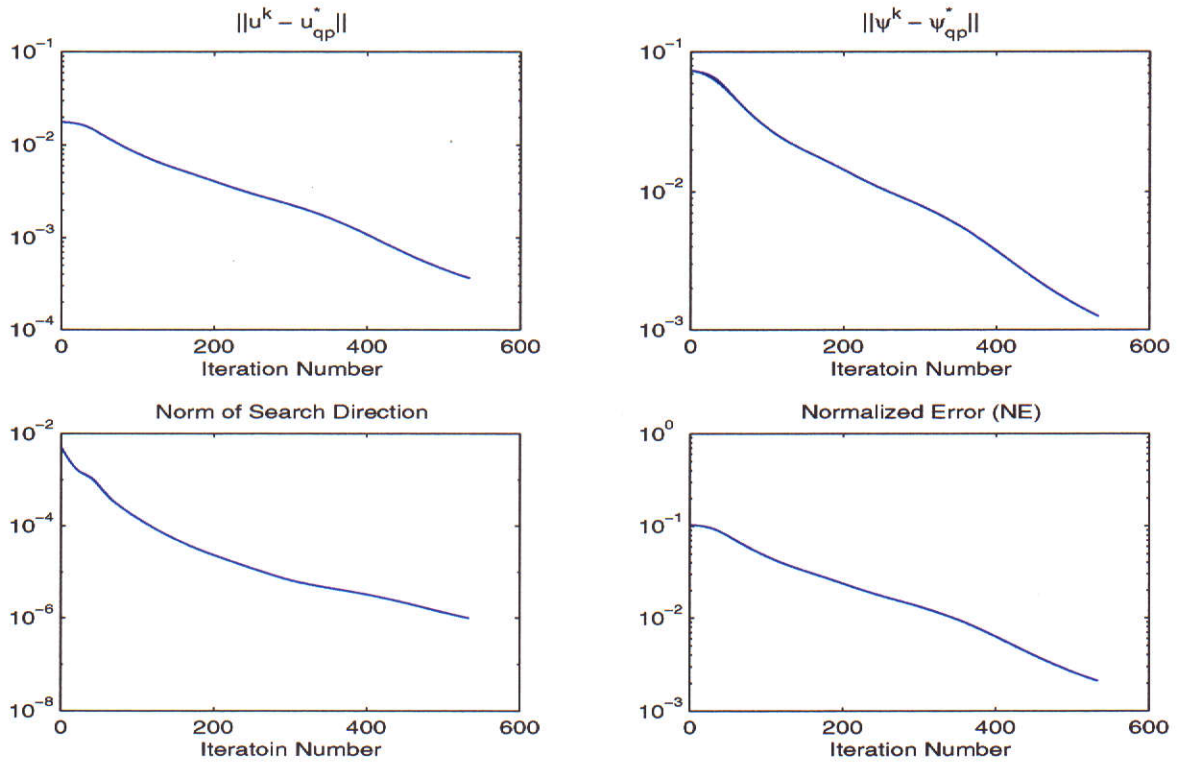 ||u^k − u^*_qp||
10^−1
10^−2
10^−3
10^−4
0 200 400 600
Iteration Number
||ψ^k − ψ^*_qp||
10^−1
10^−2
10^−3
0 200 400 600
Iteratoin Number
Norm of Search Direction
10^−2
10^−4
10^−6
10^−8
0 200 400 600
Iteratoin Number
Normalized Error (NE)
10^0
10^−1
10^−2
10^−3
0 200 400 600
Iteration Number